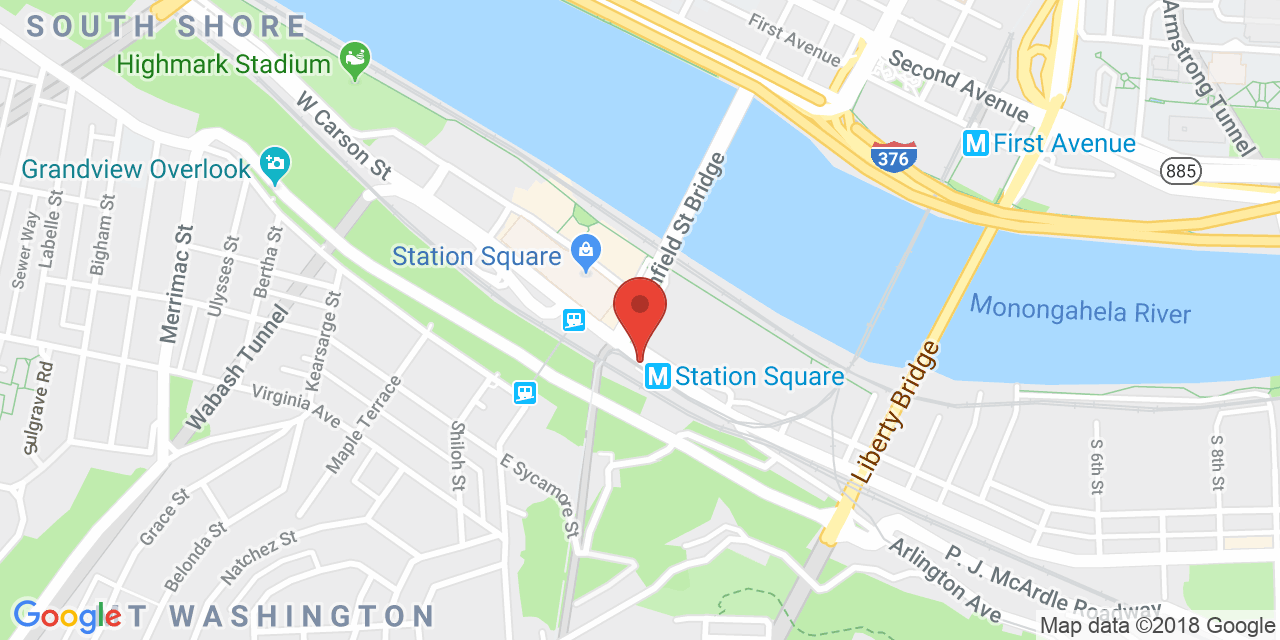 SOUTH SHORE
Highmark Stadium
First Avenue
Second Avenue
Armstrong Tunnel
W Carson St
376
M First Avenue
885
Grandview Overlook
Sewer Way
Labelle St
Bigham St
Merrimac St
Ulysses St
Bertha St
Wabash Tunnel
Kearsarge St
Station Square
nfield St Bridge
Monongahela River
M Station Square
Liberty Bridge
Sulgrave Rd
Virginia Ave
Maple Terrace
Shiloh St
E Sycamore St
S 6th St
S 8th St
Grace St
Belonda St
Natchez St
Arlington Ave
P. J. McArdle Roadway
T WASHINGTON
Google
Map data ©2018 Google